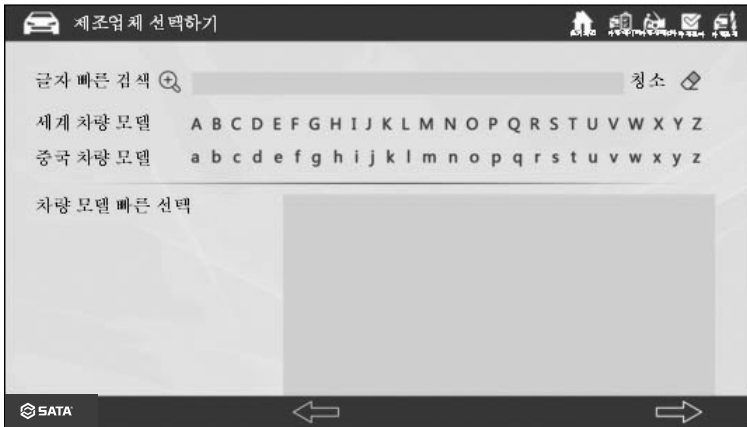 제조업체 선택하기
글자 빠른 검색 청소
세계 차량 모델 A B C D E F G H I J K L M N O P Q R S T U V W X Y Z
중국 차량 모델 a b c d e f g h i j k l m n o p q r s t u v w x y z
차량 모델 빠른 선택
SATA